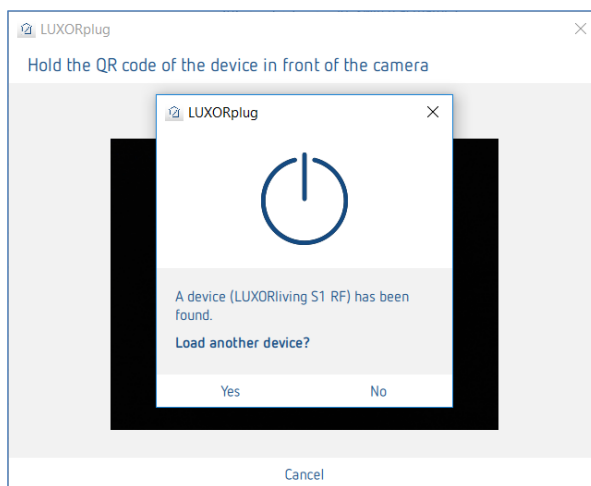 LUXORplug
Hold the QR code of the device in front of the camera
LUXORplug
A device (LUXORliving S1 RF) has been
found.
Load another device?
Yes No
Cancel